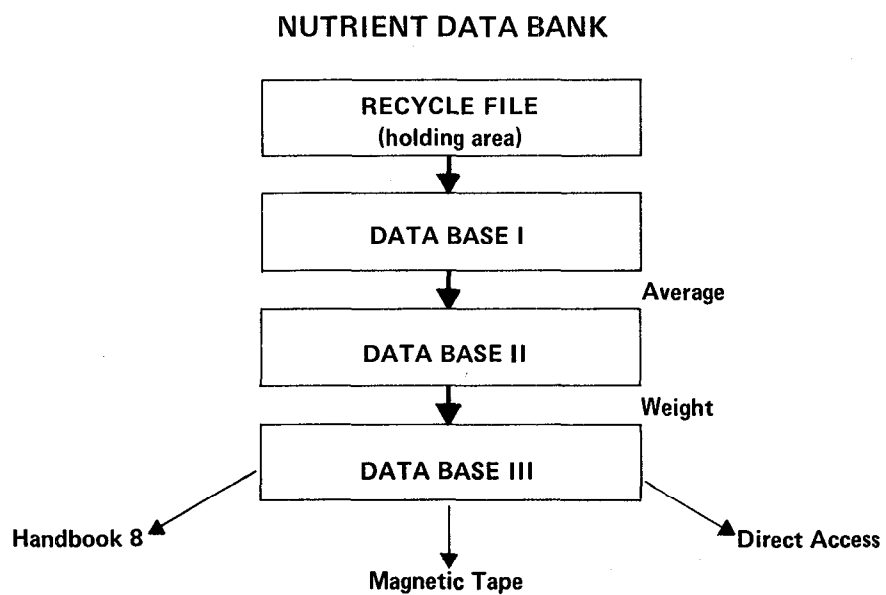 NUTRIENT DATA BANK
RECYCLE FILE
(holding area)
DATA BASE I
Average
DATA BASE II
Weight
DATA BASE III
Handbook 8
Direct Access
Magnetic Tape